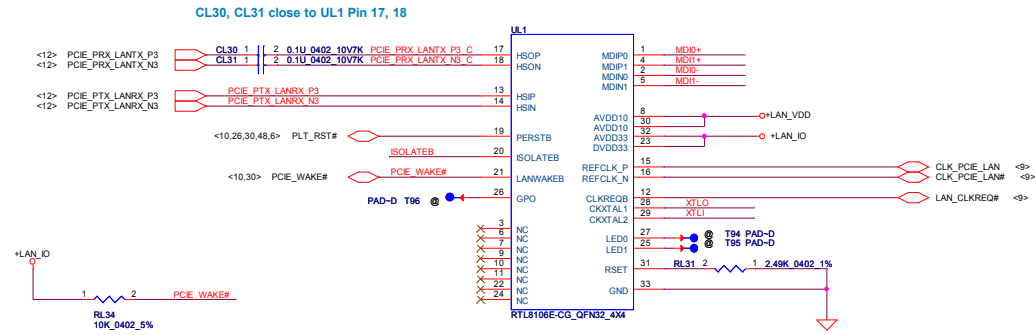 CL30, CL31 close to UL1 Pin 17, 18
UL1
<12> PCIE_PRX_LANTX_P3 CL30 1 2 0.1U_0402_10V7K PCIE_PRX_LANTX_P3_C 17 HSOP
<12> PCIE_PRX_LANTX_N3 CL31 1 2 0.1U_0402_10V7K PCIE_PRX_LANTX_N3_C 18 HSON
<12> PCIE_PTX_LANRX_P3 PCIE_PTX_LANRX_P3 13 HSIP
<12> PCIE_PTX_LANRX_N3 PCIE_PTX_LANRX_N3 14 HSIN
<10,26,30,48,6> PLT_RST# 19 PERSTB
ISOLATEB 20 ISOLATEB
<10,30> PCIE_WAKE# PCIE_WAKE# 21 LANWAKEB
PAD~D T96 @ 26 GPO
3 NC
6 NC
7 NC
9 NC
10 NC
11 NC
22 NC
24 NC
MDIP0 1 MDI0+
MDIP1 4 MDI1+
MDIN0 2 MDI0-
MDIN1 5 MDI1-
AVDD10 8 +LAN_VDD
AVDD10 30
AVDD33 32 +LAN_IO
DVDD33 23
REFCLK_P 15 CLK_PCIE_LAN <9>
REFCLK_N 16 CLK_PCIE_LAN# <9>
CLKREQB 12 LAN_CLKREQ# <9>
CKXTAL1 28 XTLO
CKXTAL2 29 XTLI
LED0 27 @ T94 PAD~D
LED1 25 @ T95 PAD~D
RSET 31 RL31 2 1 2.49K_0402_1%
GND 33
RTL8106E-CG_QFN32_4X4
+LAN_IO
1 2 PCIE_WAKE#
RL34
10K_0402_5%